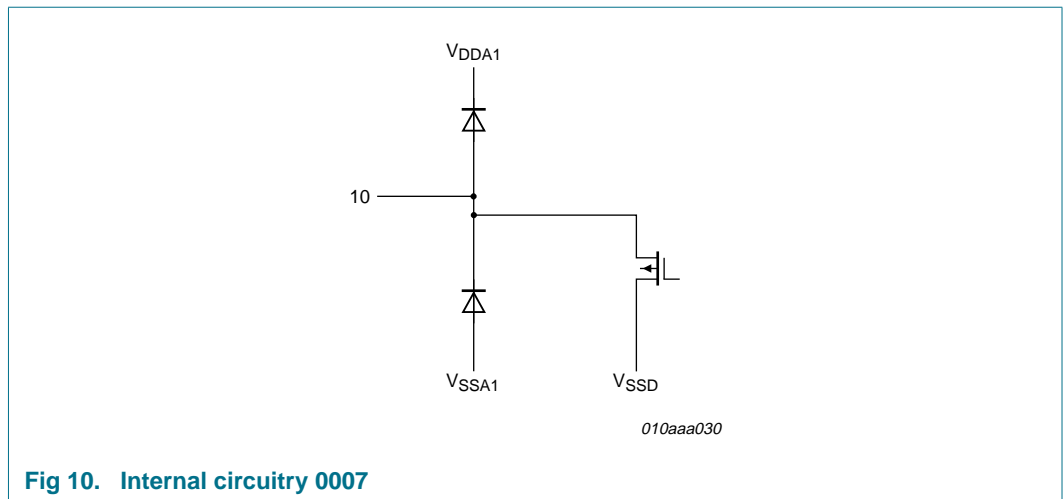 VDDA1
10
VSSA1 VSSD
010aaa030
Fig 10. Internal circuitry 0007